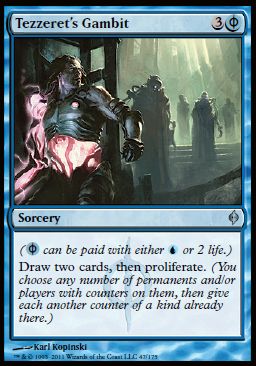 Tezzeret's Gambit 3
Sorcery
( can be paid with either or 2 life.)
Draw two cards, then proliferate. (You
choose any number of permanents and/or
players with counters on them, then give
each another counter of a kind already
there.)
Karl Kopinski
™ & © 1993–2011 Wizards of the Coast LLC 47/175